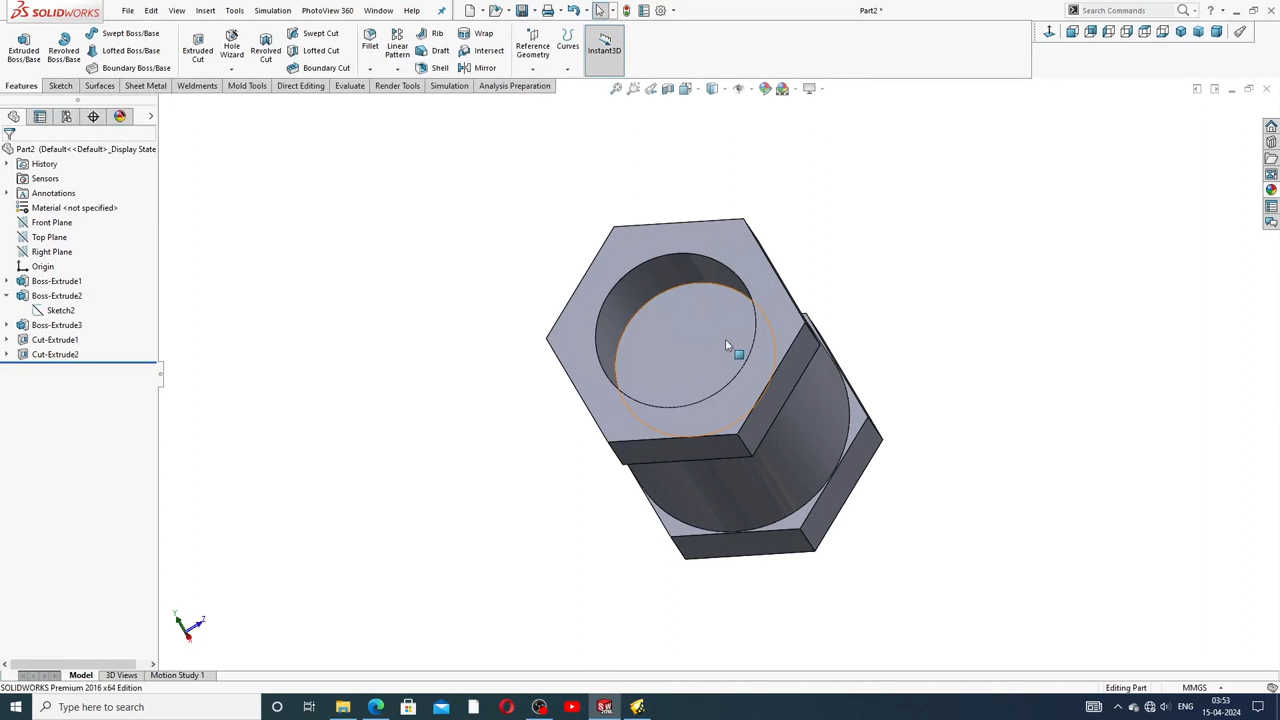 SOLIDWORKS File Edit View Insert Tools Simulation PhotoView 360 Window Help Part2 * Search Commands
Extruded Boss/Base Revolved Boss/Base Swept Boss/Base Lofted Boss/Base Boundary Boss/Base Extruded Cut Hole Wizard Revolved Cut Swept Cut Lofted Cut Boundary Cut Fillet Linear Pattern Rib Draft Shell Wrap Intersect Mirror Reference Geometry Curves Instant3D
Features Sketch Surfaces Sheet Metal Weldments Mold Tools Direct Editing Evaluate Render Tools Simulation Analysis Preparation
Part2 (Default<<Default>_Display State
History
Sensors
Annotations
Material <not specified>
Front Plane
Top Plane
Right Plane
Origin
Boss-Extrude1
Boss-Extrude2
Sketch2
Boss-Extrude3
Cut-Extrude1
Cut-Extrude2
Y
Z
X
Model 3D Views Motion Study 1
SOLIDWORKS Premium 2016 x64 Edition Editing Part MMGS
Type here to search ENG 03:53
15-04-2024